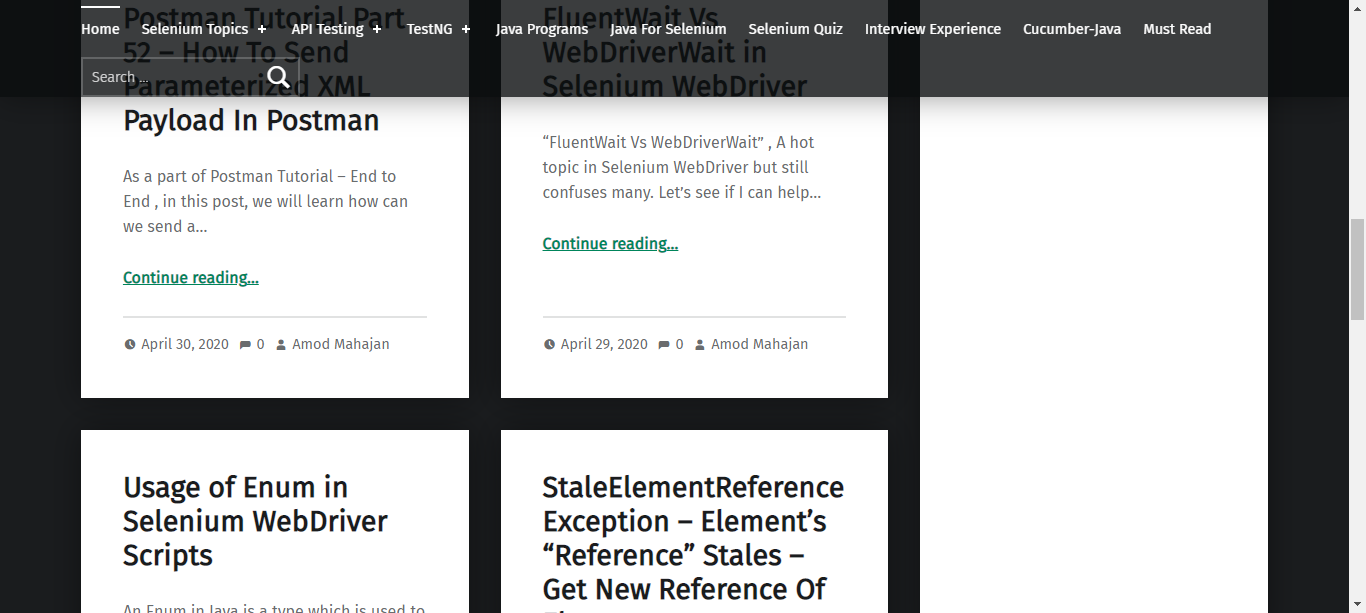 Home Selenium Topics + API Testing + TestNG + Java Programs Java For Selenium Selenium Quiz Interview Experience Cucumber-Java Must Read
Search …
Postman Tutorial Part
52 – How To Send
Parameterized XML
Payload In Postman
As a part of Postman Tutorial – End to
End , in this post, we will learn how can
we send a…
Continue reading…
April 30, 2020 0 Amod Mahajan
FluentWait Vs
WebDriverWait in
Selenium WebDriver
“FluentWait Vs WebDriverWait” , A hot
topic in Selenium WebDriver but still
confuses many. Let’s see if I can help…
Continue reading…
April 29, 2020 0 Amod Mahajan
Usage of Enum in
Selenium WebDriver
Scripts
An Enum in Java is a type which is used to
StaleElementReference
Exception – Element’s
“Reference” Stales –
Get New Reference Of